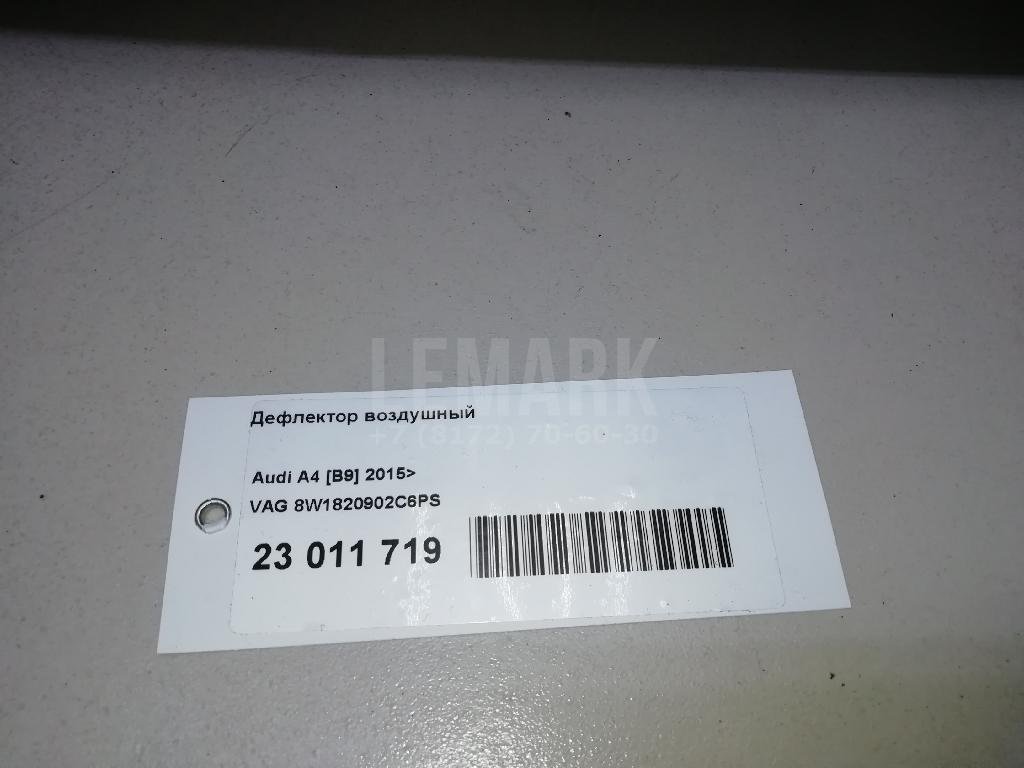 LEMARK
Дефлектор воздушный
+7 (8172) 70-60-30
Audi A4 [B9] 2015>
VAG 8W1820902C6PS
23 011 719